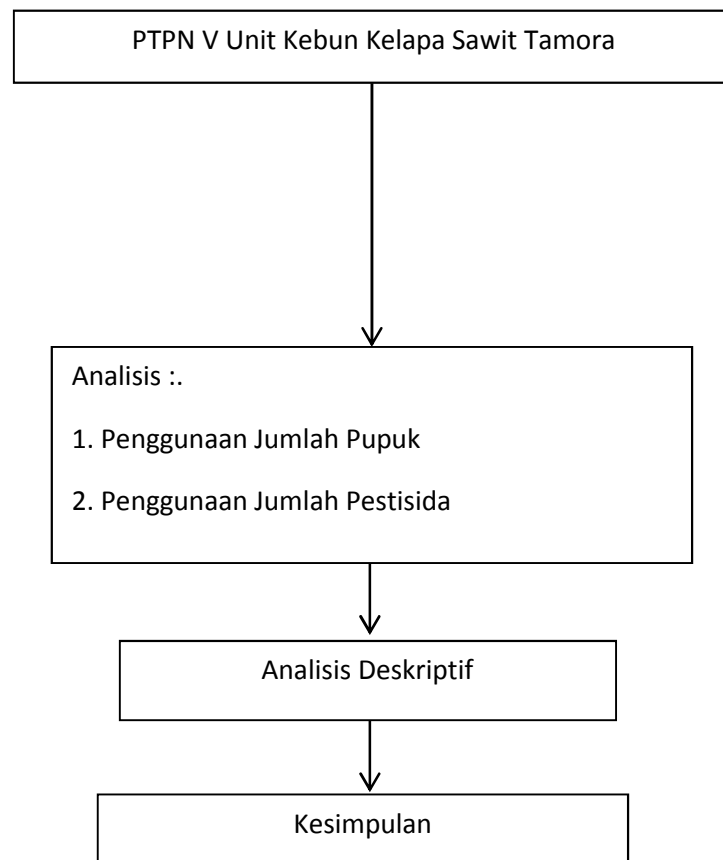 PTPN V Unit Kebun Kelapa Sawit Tamora
Analisis :.
1. Penggunaan Jumlah Pupuk
2. Penggunaan Jumlah Pestisida
Analisis Deskriptif
Kesimpulan